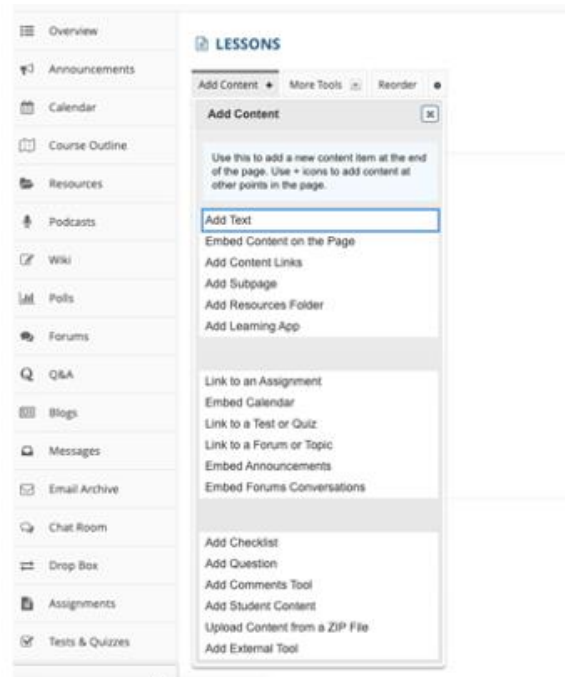 Overview
Announcements
Calendar
Course Outline
Resources
Podcasts
Wiki
Polls
Forums
Q&A
Blogs
Messages
Email Archive
Chat Room
Drop Box
Assignments
Tests & Quizzes
LESSONS
Add Content + More Tools Reorder
Add Content
Use this to add a new content item at the end
of the page. Use + icons to add content at
other points in the page.
Add Text
Embed Content on the Page
Add Content Links
Add Subpage
Add Resources Folder
Add Learning App
Link to an Assignment
Embed Calendar
Link to a Test or Quiz
Link to a Forum or Topic
Embed Announcements
Embed Forums Conversations
Add Checklist
Add Question
Add Comments Tool
Add Student Content
Upload Content from a ZIP File
Add External Tool